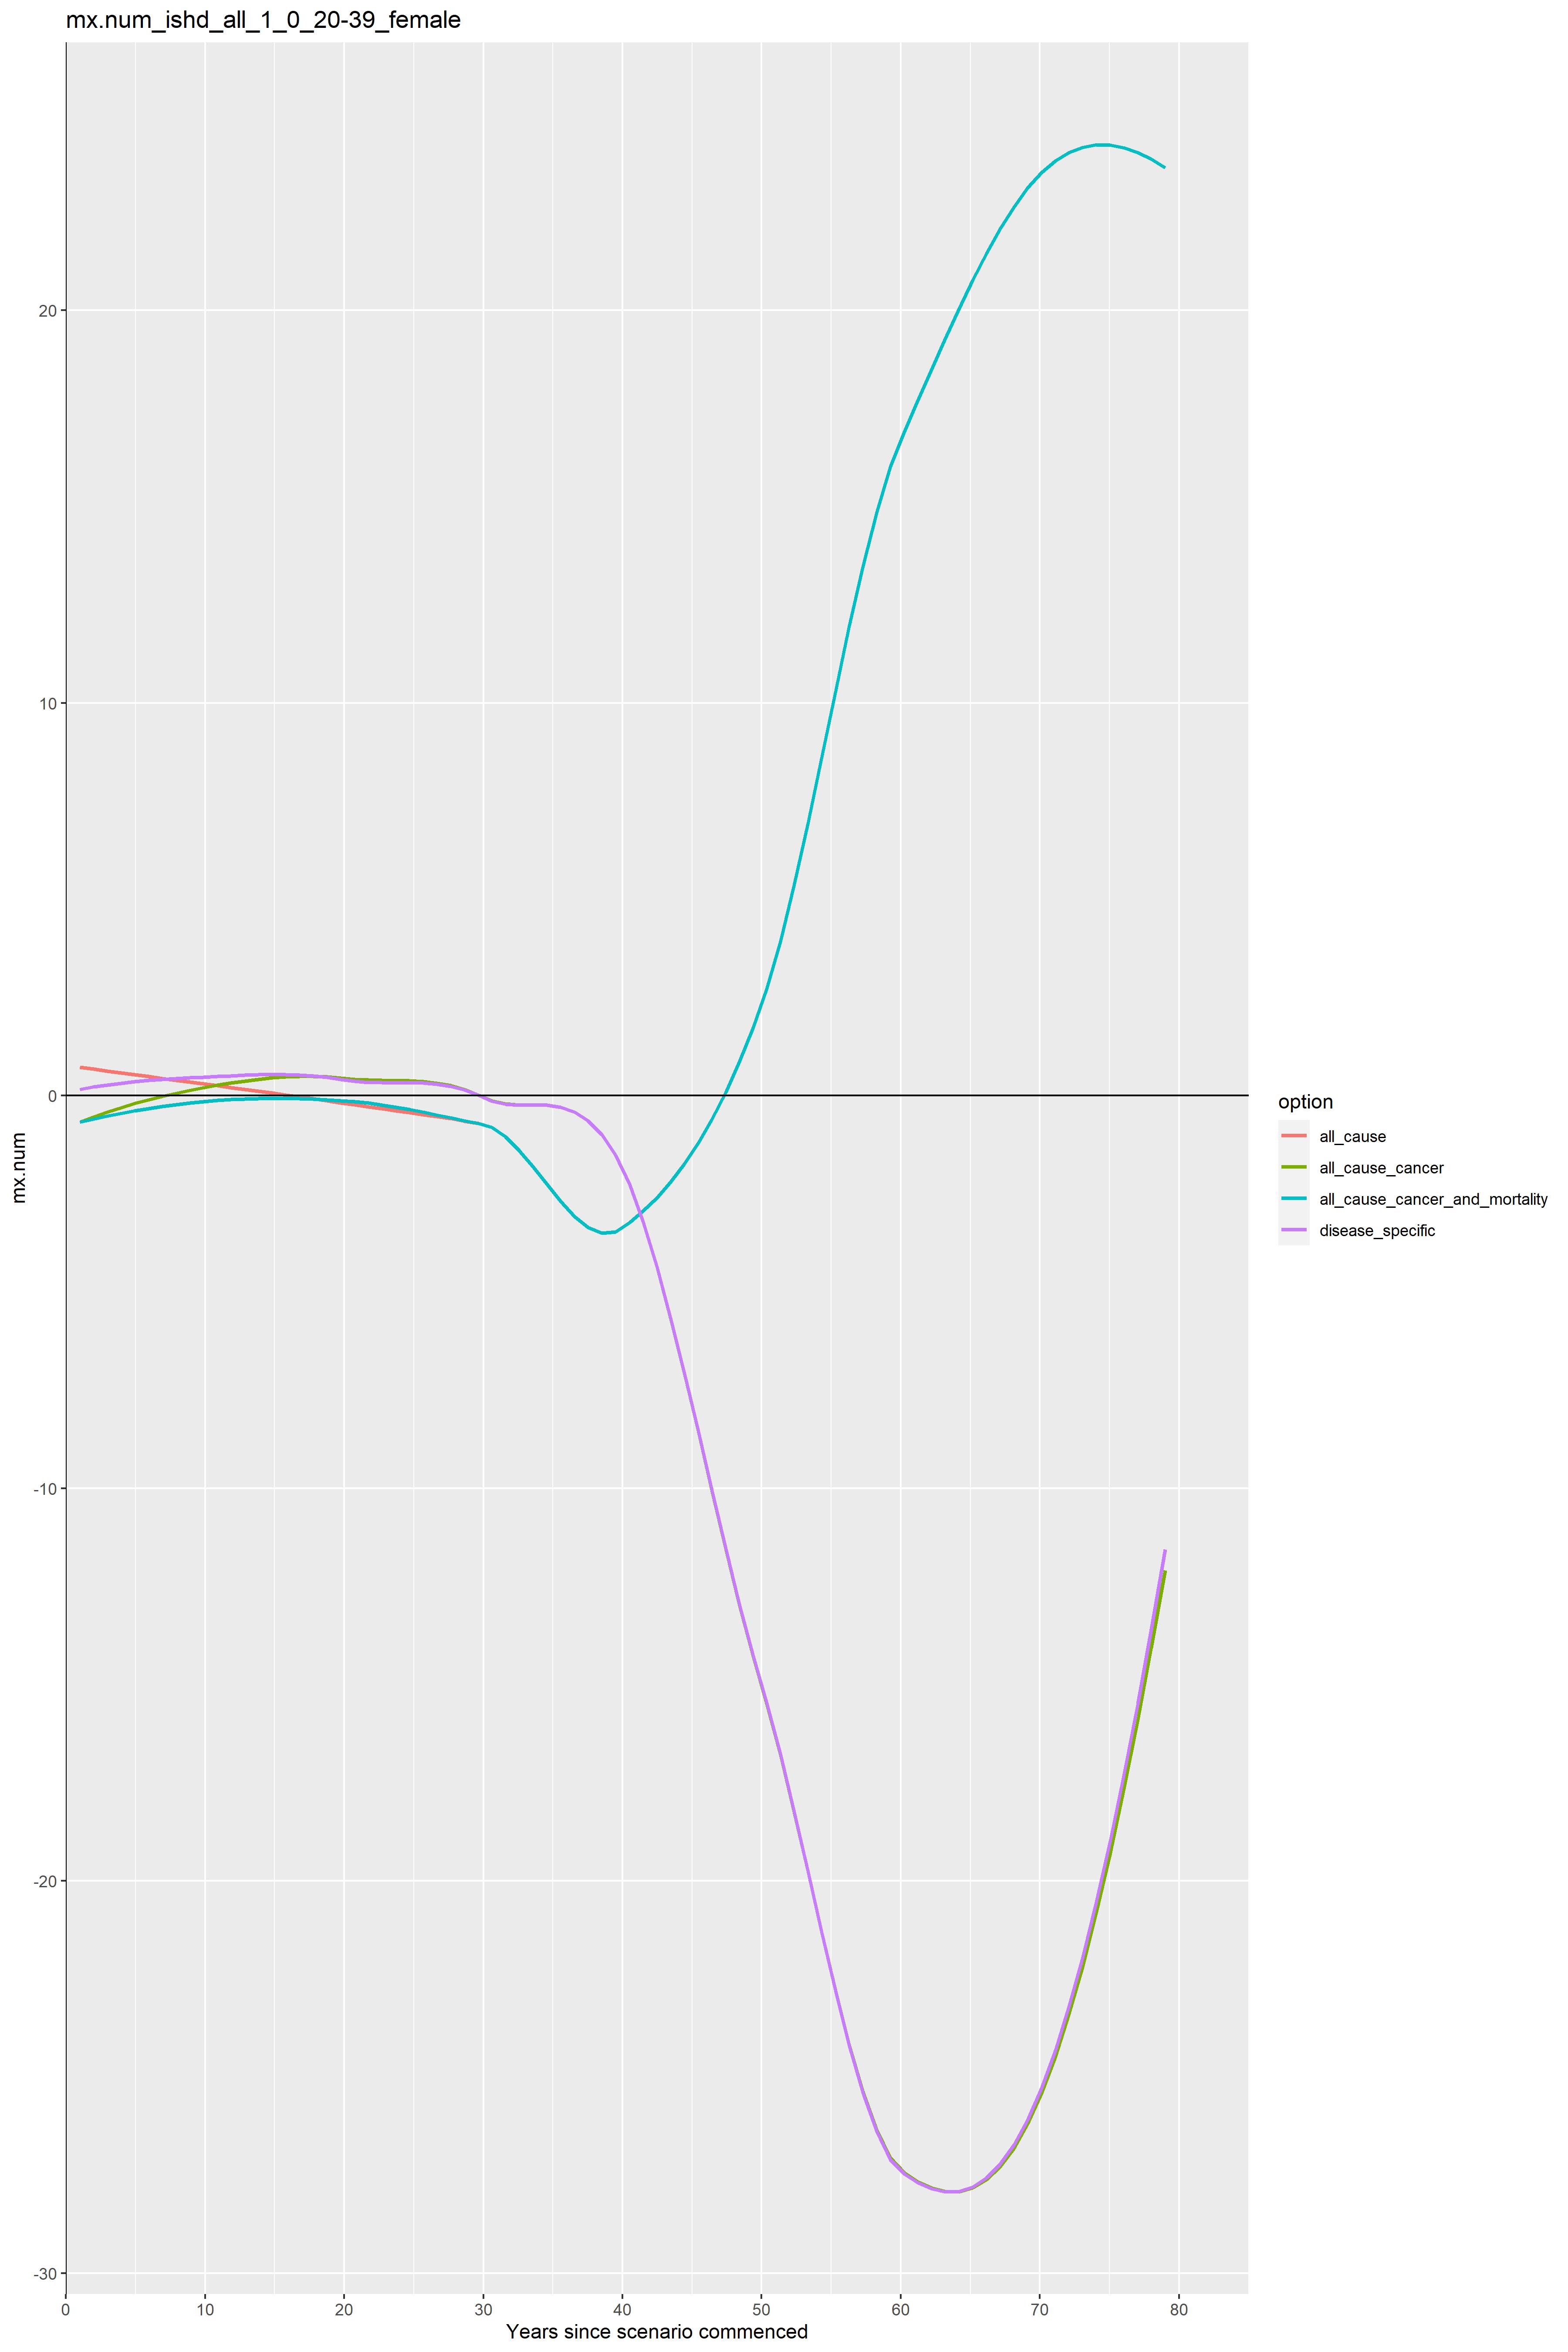 mx.num_ishd_all_1_0_20-39_female
20
10
0
-10
-20
-30
mx.num
0 10 20 30 40 50 60 70 80
Years since scenario commenced
option
all_cause
all_cause_cancer
all_cause_cancer_and_mortality
disease_specific